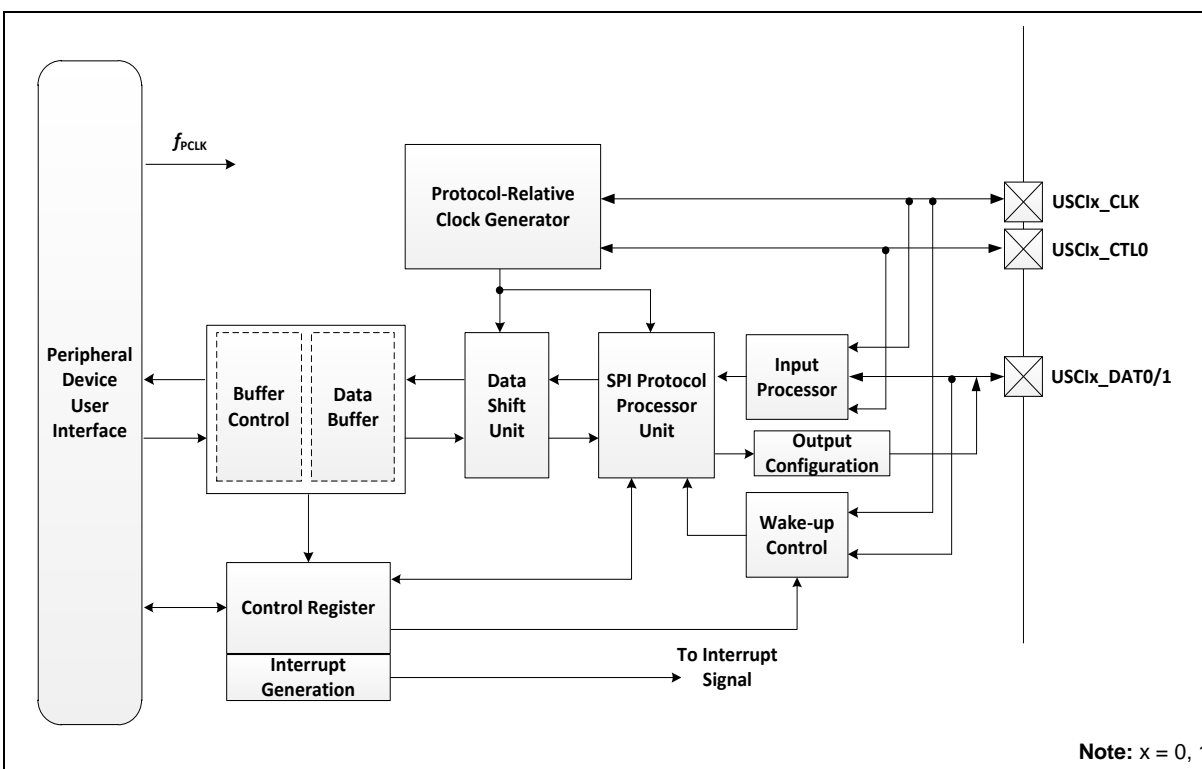 fPCLK
Protocol-Relative
Clock Generator
USCIx_CLK
USCIx_CTL0
Peripheral
Device
User
Interface
Buffer
Control
Data
Buffer
Data
Shift
Unit
SPI Protocol
Processor
Unit
Input
Processor
USCIx_DAT0/1
Output
Configuration
Wake-up
Control
Control Register
Interrupt
Generation
To Interrupt
Signal
Note: x = 0,